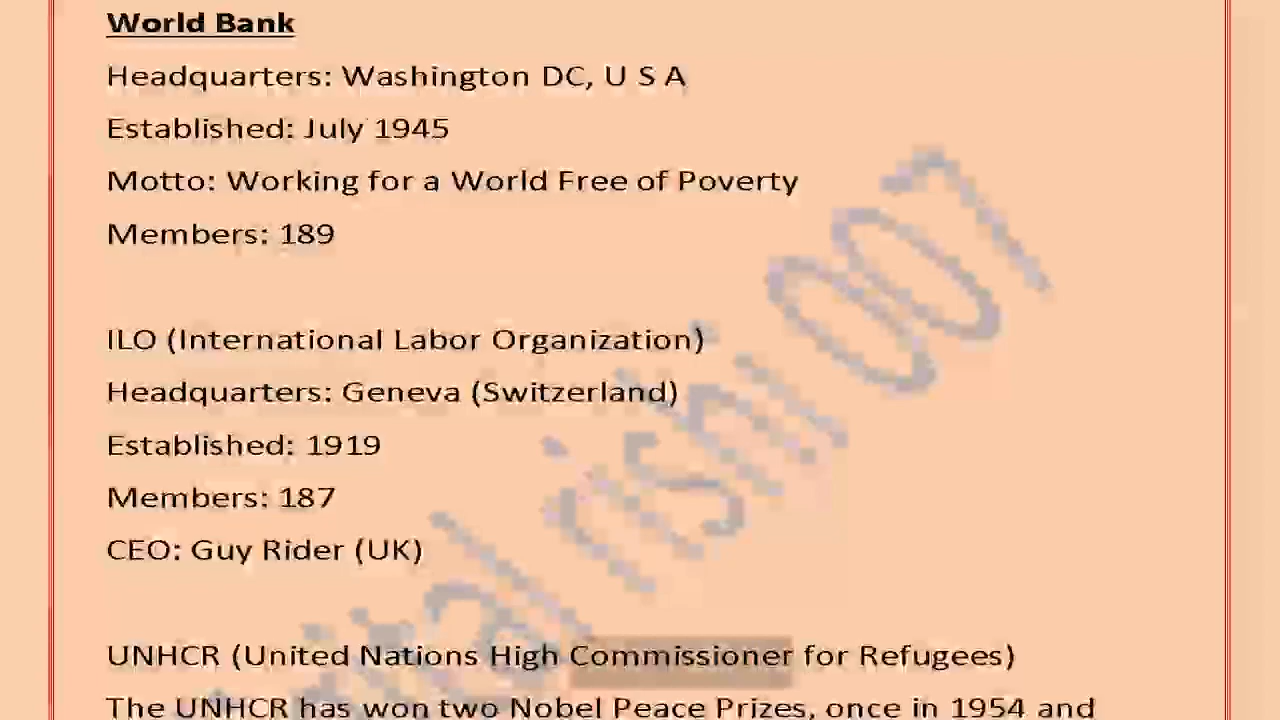 World Bank
Headquarters: Washington DC, U S A
Established: July 1945
Motto: Working for a World Free of Poverty
Members: 189
ILO (International Labor Organization)
Headquarters: Geneva (Switzerland)
Established: 1919
Members: 187
CEO: Guy Rider (UK)
UNHCR (United Nations High Commissioner for Refugees)
The UNHCR has won two Nobel Peace Prizes, once in 1954 and